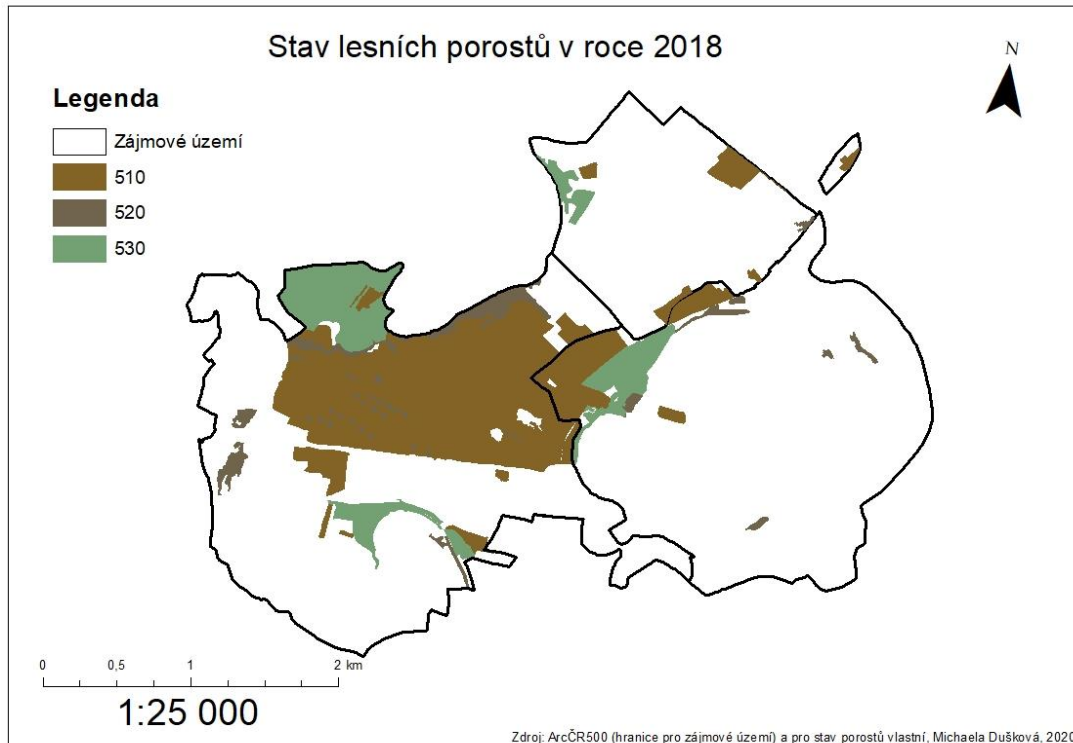 Stav lesních porostů v roce 2018
N
Legenda
Zájmové území
510
520
530
0 0,5 1 2 km
1:25 000
Zdroj: ArcČR500 (hranice pro zájmové území) a pro stav porostů vlastní, Michaela Dušková, 2020